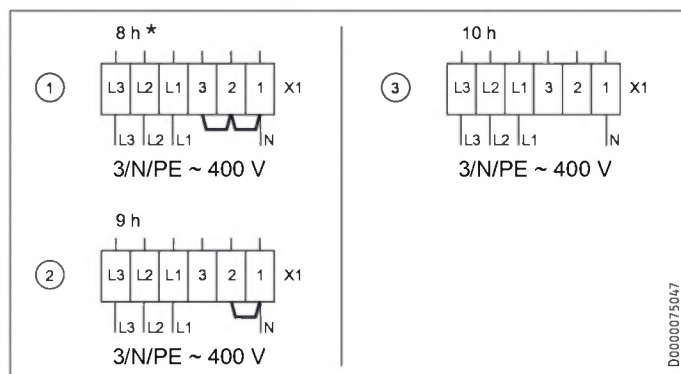 8 h *
1
L3 L2 L1 3 2 1 X1
L3 L2 L1 N
3/N/PE ~ 400 V
9 h
2
L3 L2 L1 3 2 1 X1
L3 L2 L1 N
3/N/PE ~ 400 V
10 h
3
L3 L2 L1 3 2 1 X1
L3 L2 L1 N
3/N/PE ~ 400 V
D0000075047